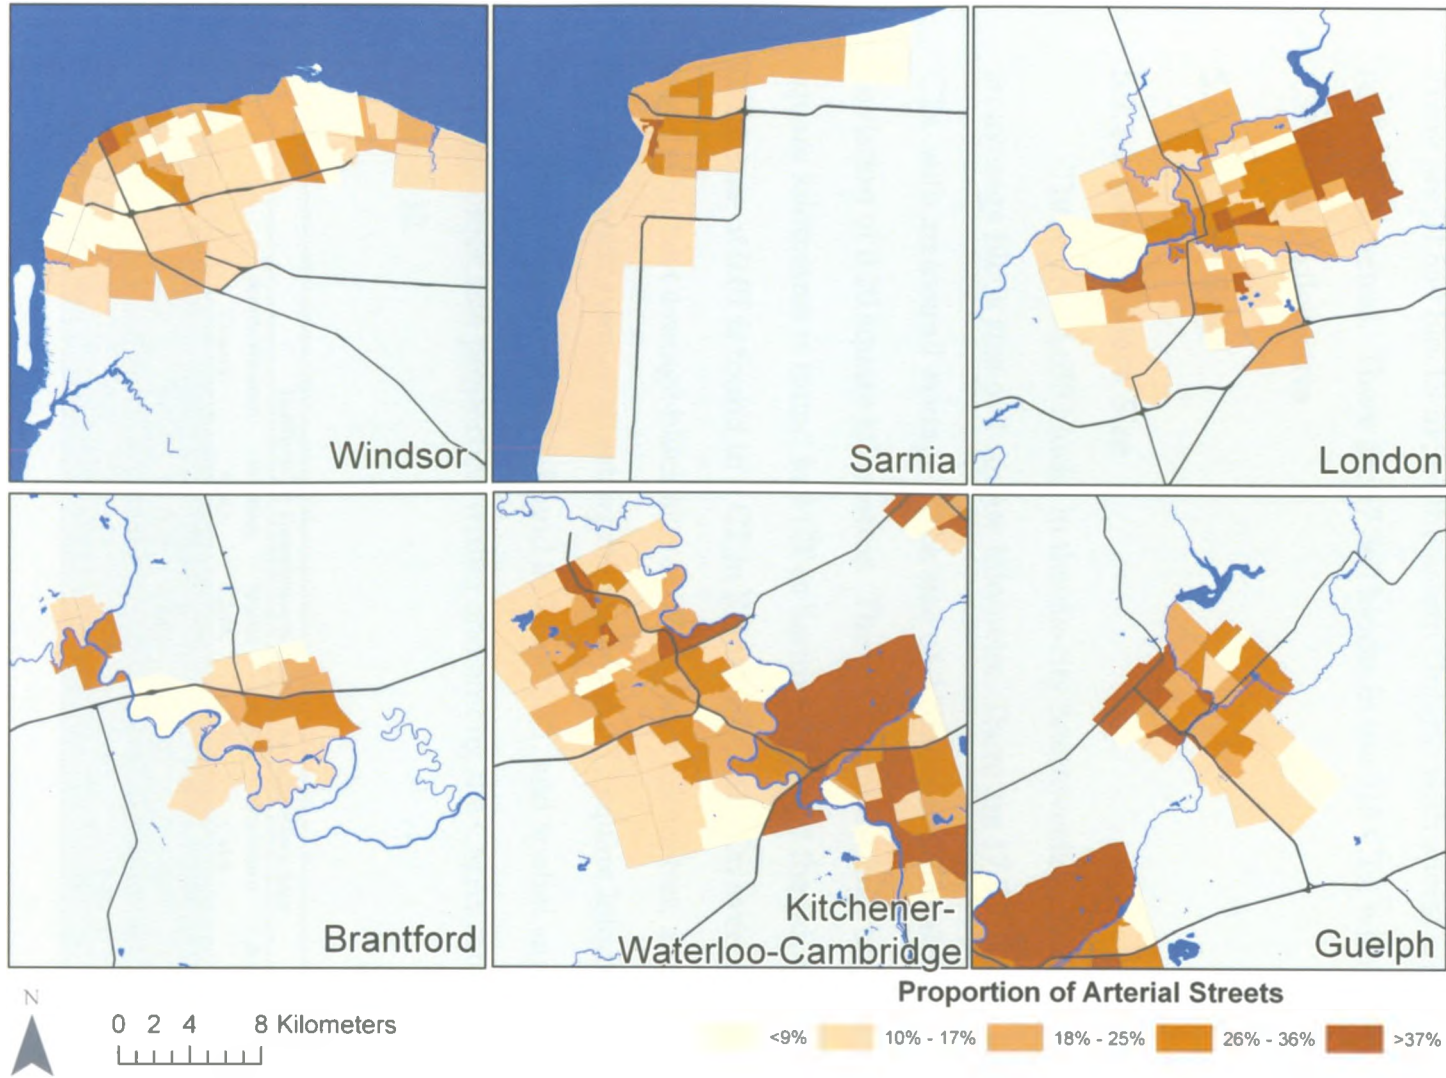 Windsor
Sarnia
London
Brantford
Kitchener-
Waterloo-Cambridge
Guelph
N
0 2 4 8 Kilometers
Proportion of Arterial Streets
<9% 10% - 17% 18% - 25% 26% - 36% >37%